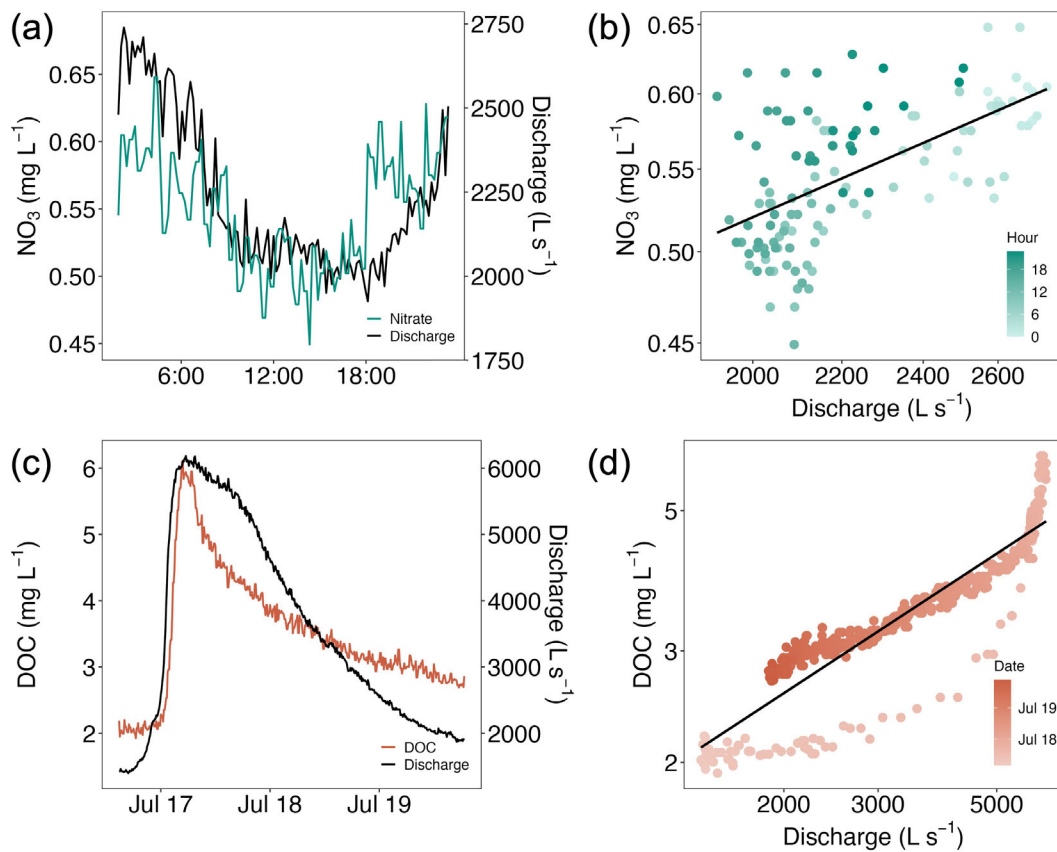 (a)
NO₃ (mg L⁻¹)
0.65
0.60
0.55
0.50
0.45
2750
2500
2250
2000
1750
Discharge (L s⁻¹)
Nitrate
Discharge
6:00 12:00 18:00
(b)
NO₃ (mg L⁻¹)
0.65
0.60
0.55
0.50
0.45
Hour
18
12
6
0
2000 2200 2400 2600
Discharge (L s⁻¹)
(c)
DOC (mg L⁻¹)
6
5
4
3
2
6000
5000
4000
3000
2000
Discharge (L s⁻¹)
DOC
Discharge
Jul 17 Jul 18 Jul 19
(d)
DOC (mg L⁻¹)
5
3
2
Date
Jul 19
Jul 18
2000 3000 5000
Discharge (L s⁻¹)